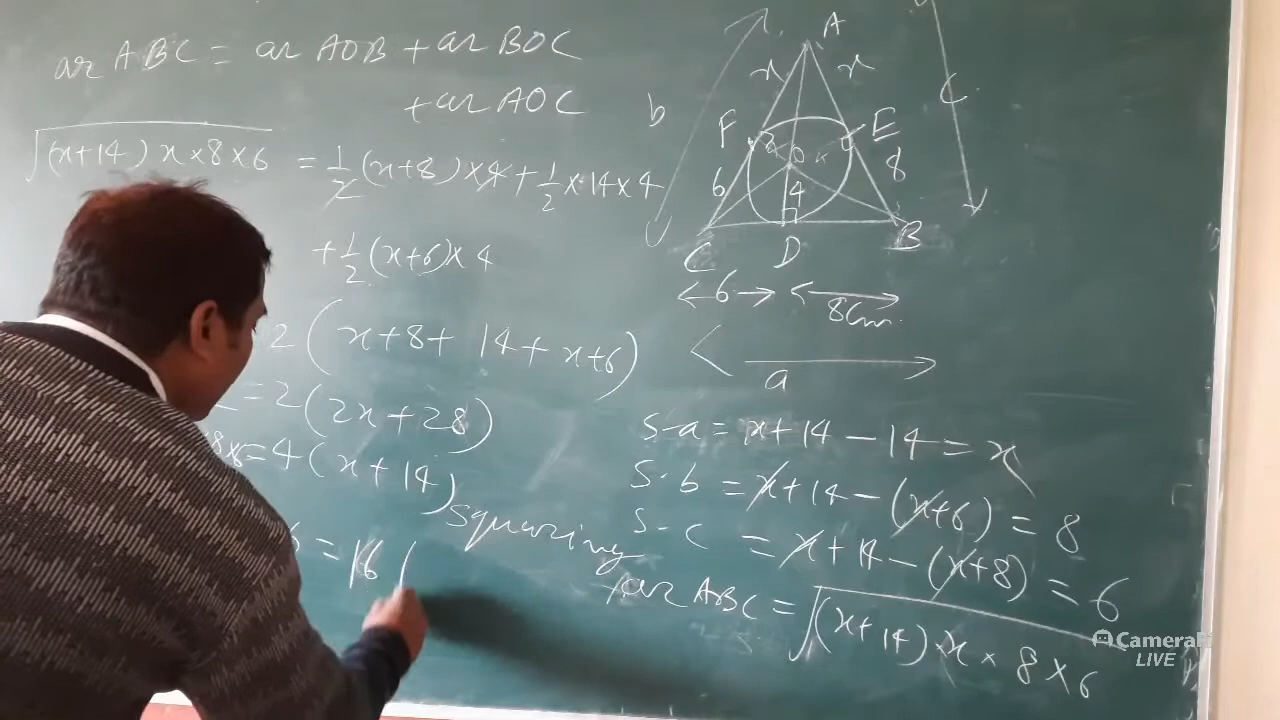 ar ABC = ar AOB + ar BOC
+ ar AOC
√(x+14) x × 8 × 6 = 1/2 (x+8) × 4 + 1/2 × 14 × 4
+ 1/2 (x+6) × 4
2 (x+8+ 14+ x+6)
= 2 (2x+28)
8x = 4 (x+14)
squaring
= 16 (
A
x x
b
C
F
E
O
6
8
4
C D B
6
8cm
a
s-a = x+14 - 14 = x
s-b = x+14 - (x+6) = 8
s-c = x+14 - (x+8) = 6
ar ABC = √(x+14) x × 8 × 6
CameraFi
LIVE